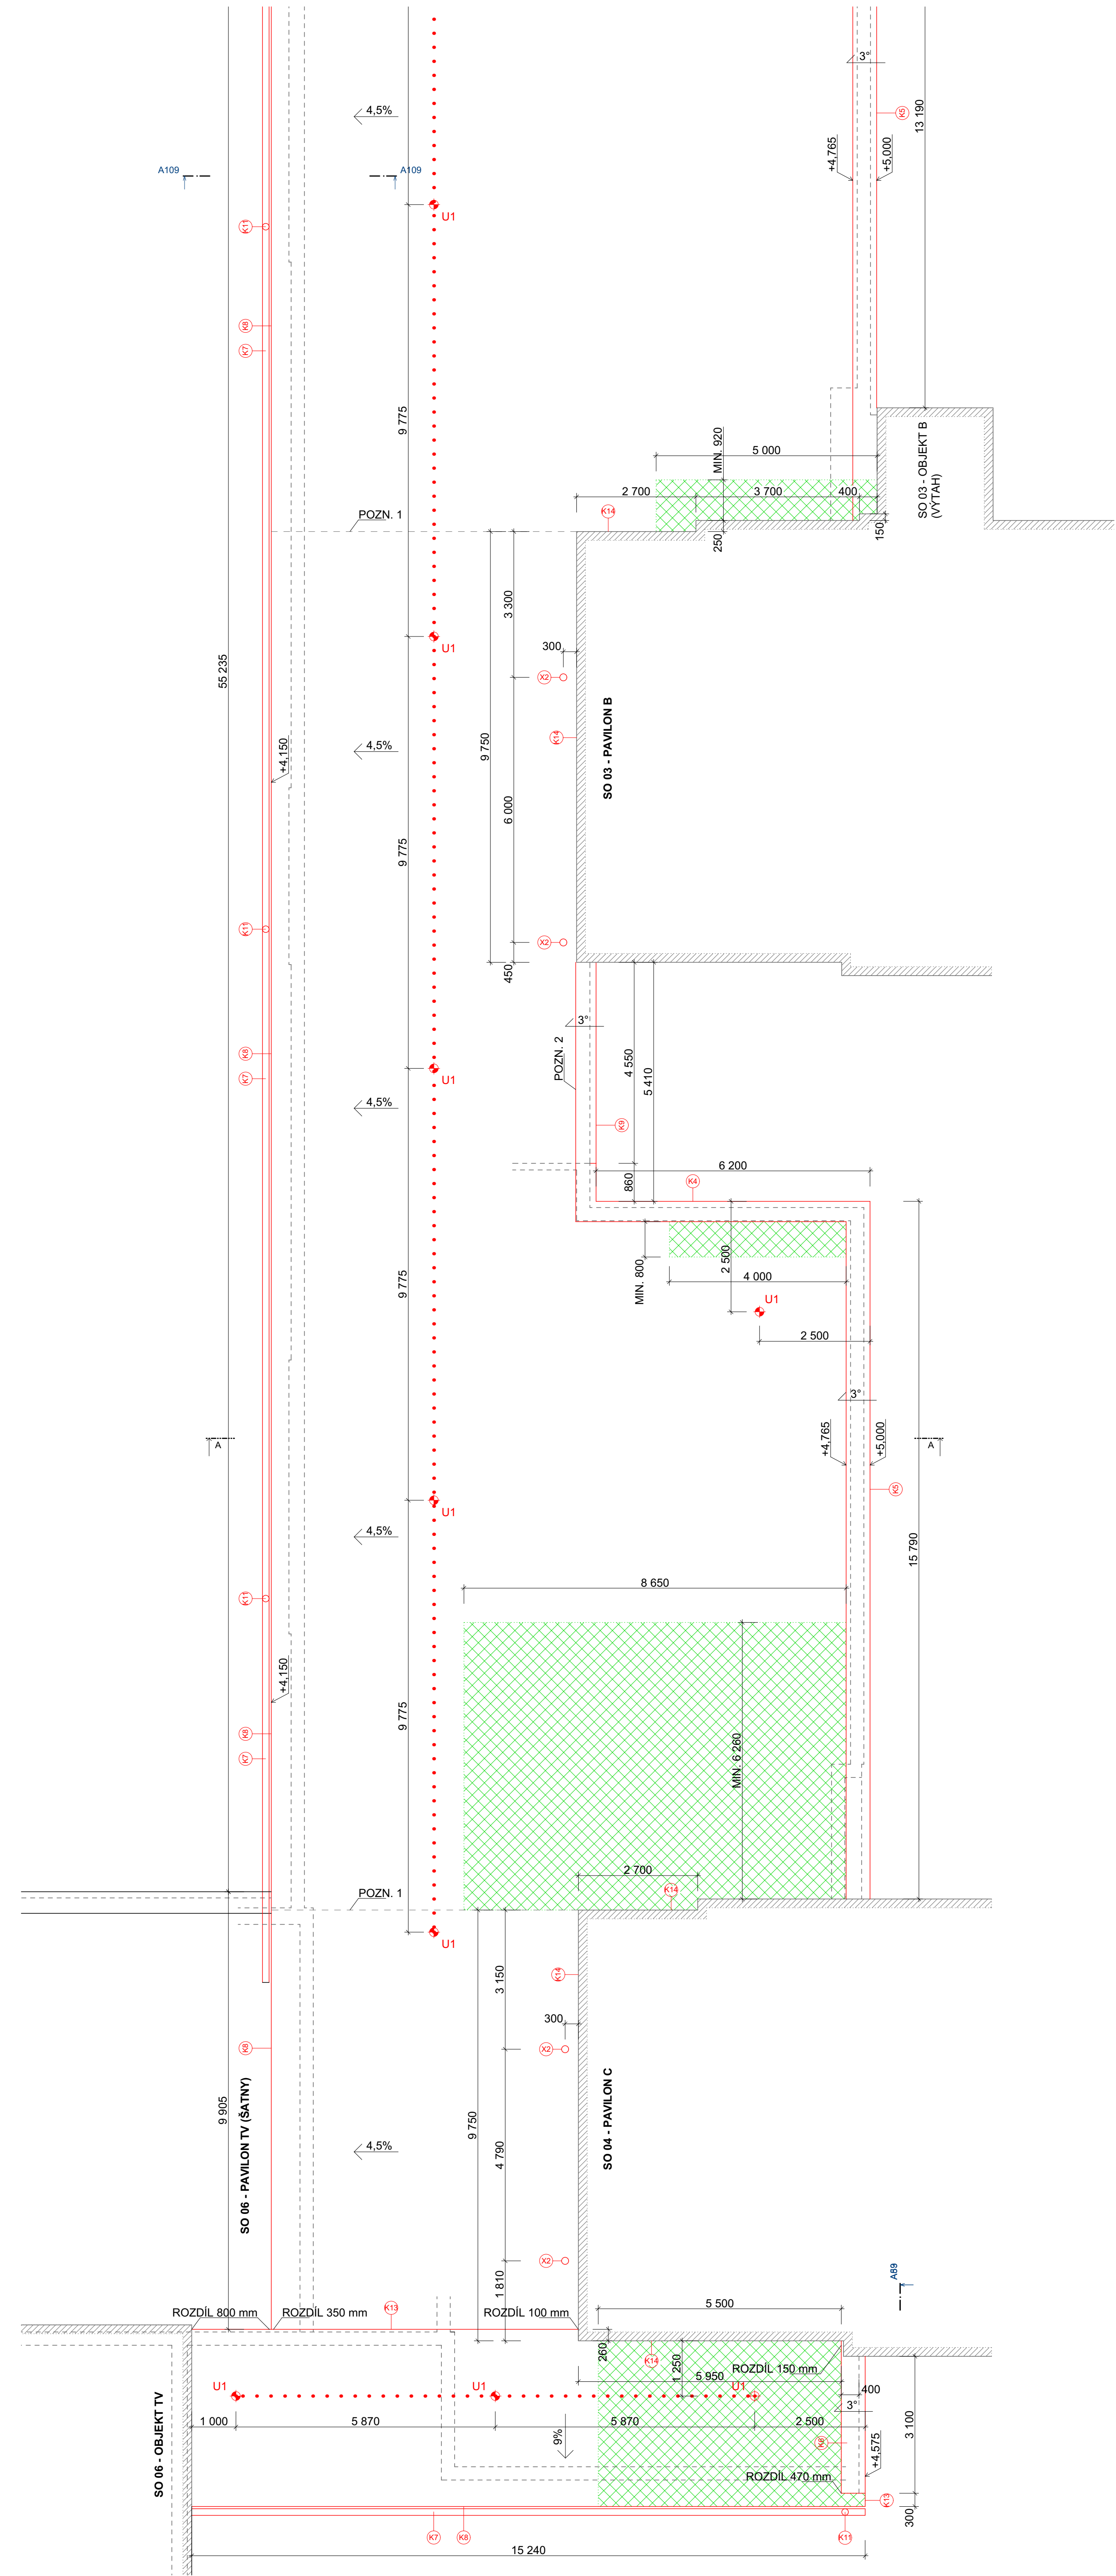 3°
K5
13 190
4,5%
+4,765
+5,000
A109
A109
U1
K11
K8
K7
9 775
MIN. 920
5 000
SO 03 - OBJEKT B
(VÝTAH)
2 700
3 700
400
K14
POZN. 1
250
150
3 300
300
U1
X2
55 235
SO 03 - PAVILON B
K14
9 750
+4,150
4,5%
6 000
9 775
K11
X2
450
3°
POZN. 2
4 550
5 410
K8
U1
K7
4,5%
K9
6 200
K4
860
2 500
MIN. 800
4 000
9 775
U1
2 500
3°
+4,765
+5,000
A
A
K5
U1
4,5%
15 790
8 650
K11
+4,150
9 775
K8
K7
MIN. 6 260
2 700
K14
POZN. 1
U1
3 150
K14
300
X2
K8
9 905
SO 06 - PAVILON TV (ŠATNY)
SO 04 - PAVILON C
9 750
4,5%
4 790
X2
A89
1 810
5 500
ROZDÍL 800 mm
ROZDÍL 350 mm
K13
ROZDÍL 100 mm
260
K14
1 250
ROZDÍL 150 mm
5 950
U1
U1
U1
400
3°
1 000
5 870
5 870
2 500
3 100
9%
K6
+4,575
SO 06 - OBJEKT TV
ROZDÍL 470 mm
K13
300
K7
K8
K11
15 240